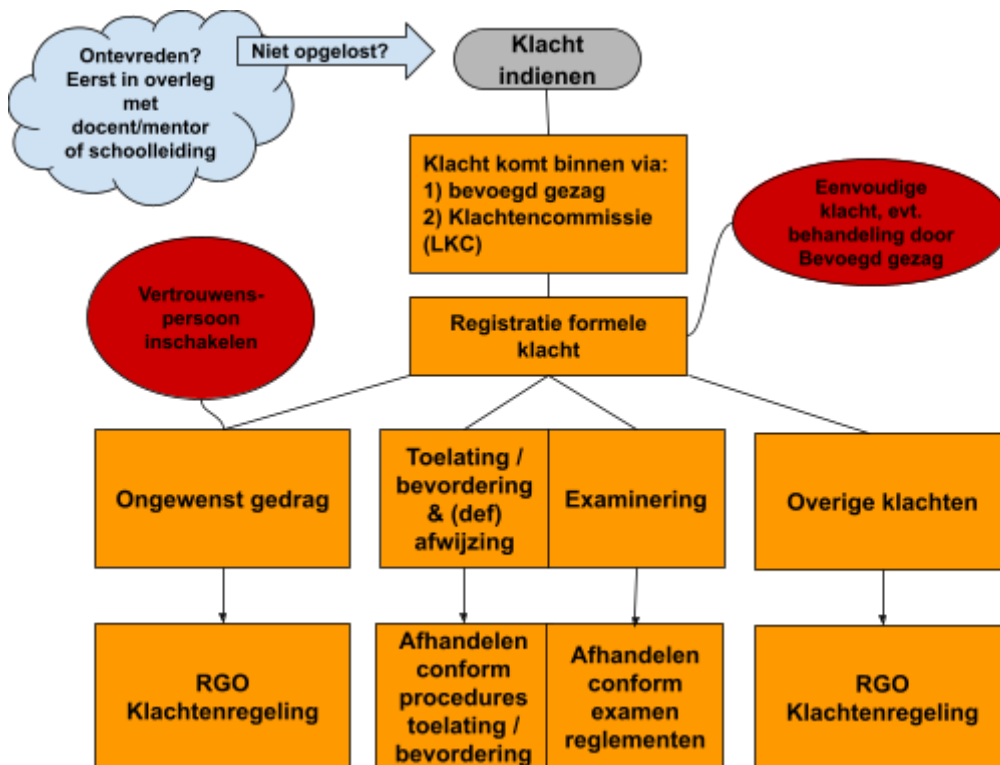 Ontevreden?
Eerst in overleg
met
docent/mentor
of schoolleiding
Niet opgelost?
Klacht
indienen
Klacht komt binnen via:
1) bevoegd gezag
2) Klachtencommissie
(LKC)
Eenvoudige
klacht, evt.
behandeling door
Bevoegd gezag
Vertrouwens-
persoon
inschakelen
Registratie formele
klacht
Ongewenst gedrag
Toelating /
bevordering
& (def)
afwijzing
Examinering
Overige klachten
RGO
Klachtenregeling
Afhandelen
conform
procedures
toelating /
bevordering
Afhandelen
conform
examen
reglementen
RGO
Klachtenregeling